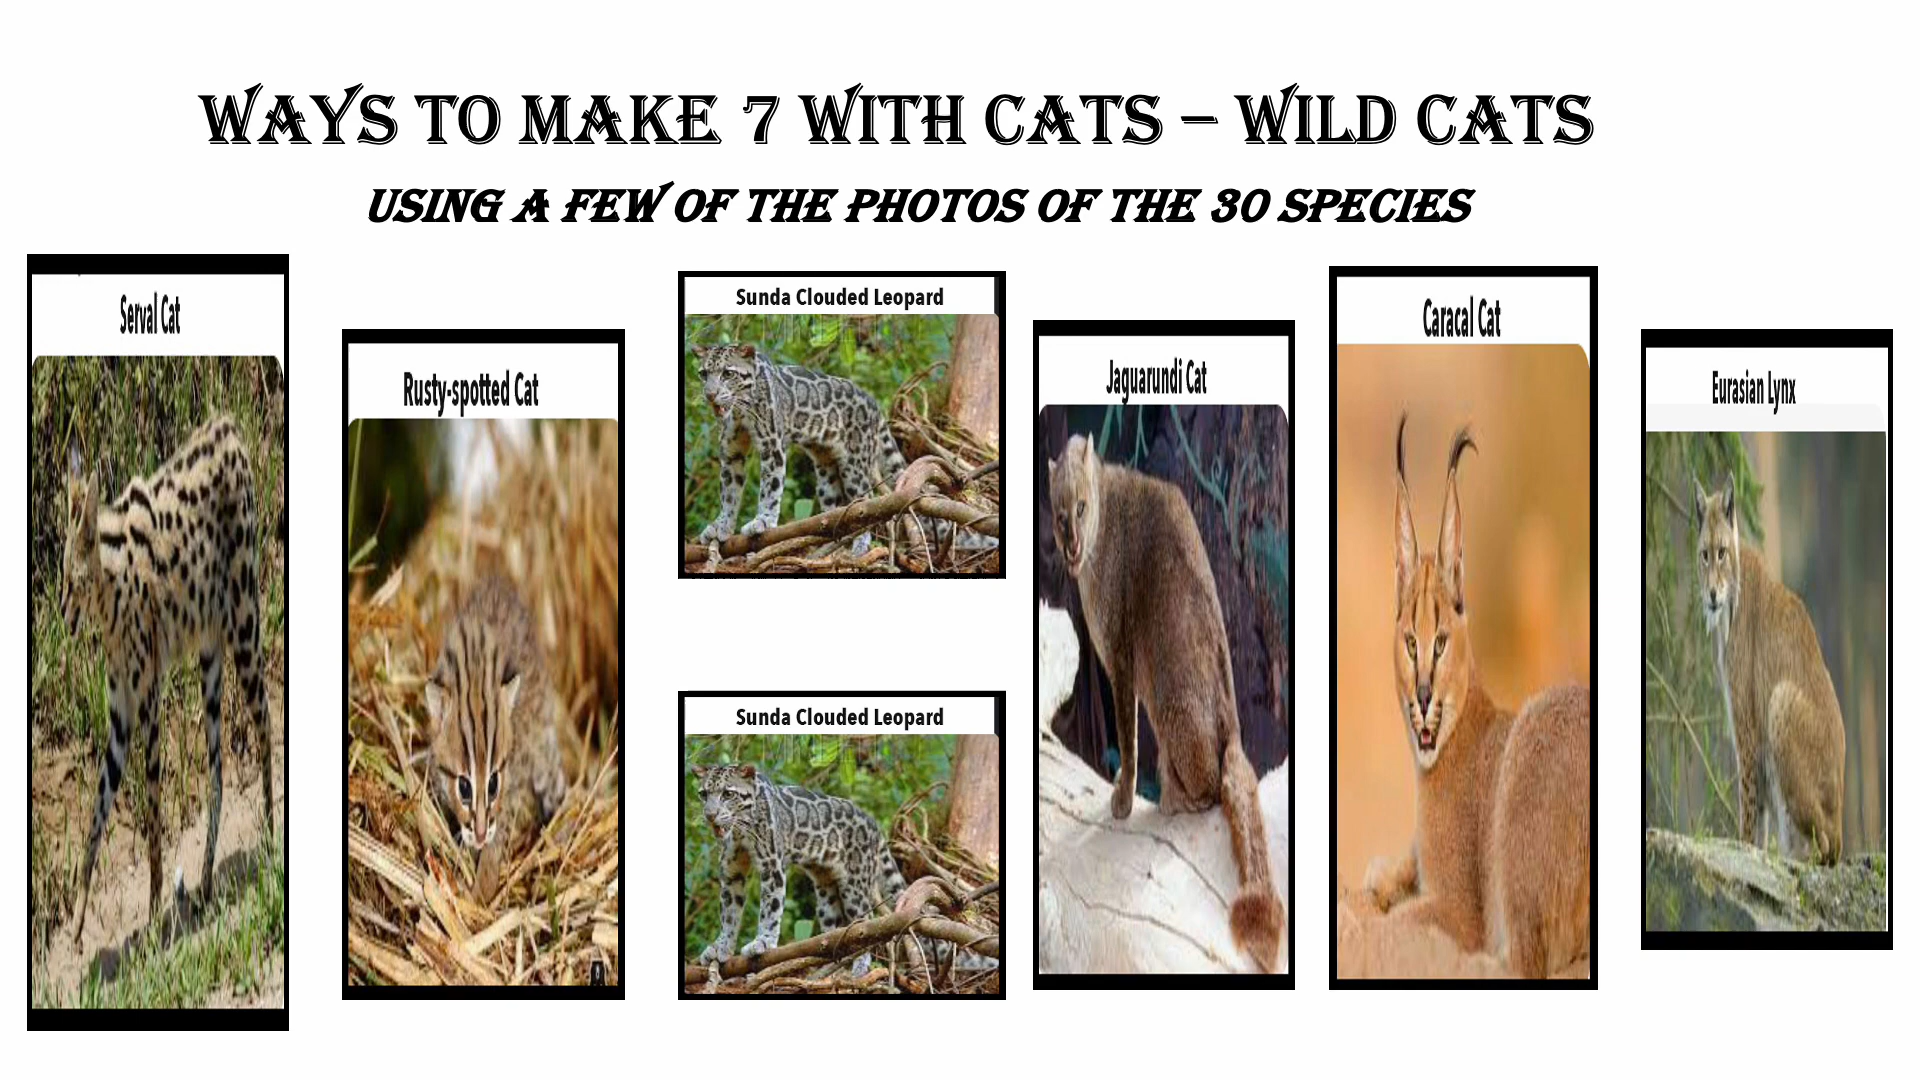 WAYS TO MAKE 7 WITH CATS – WILD CATS
USING A FEW OF THE PHOTOS OF THE 30 SPECIES
Serval Cat
Rusty-spotted Cat
Sunda Clouded Leopard
Sunda Clouded Leopard
Jaguarundi Cat
Caracal Cat
Eurasian Lynx